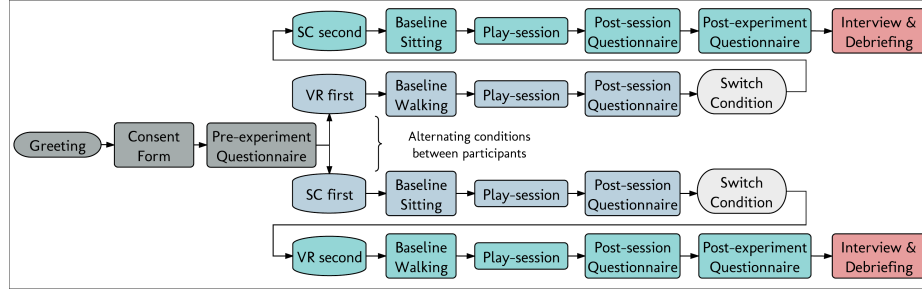 SC second
Baseline
Sitting
Play-session
Post-session
Questionnaire
Post-experiment
Questionnaire
Interview &
Debriefing
VR first
Baseline
Walking
Play-session
Post-session
Questionnaire
Switch
Condition
Greeting
Consent
Form
Pre-experiment
Questionnaire
Alternating conditions
between participants
SC first
Baseline
Sitting
Play-session
Post-session
Questionnaire
Switch
Condition
VR second
Baseline
Walking
Play-session
Post-session
Questionnaire
Post-experiment
Questionnaire
Interview &
Debriefing